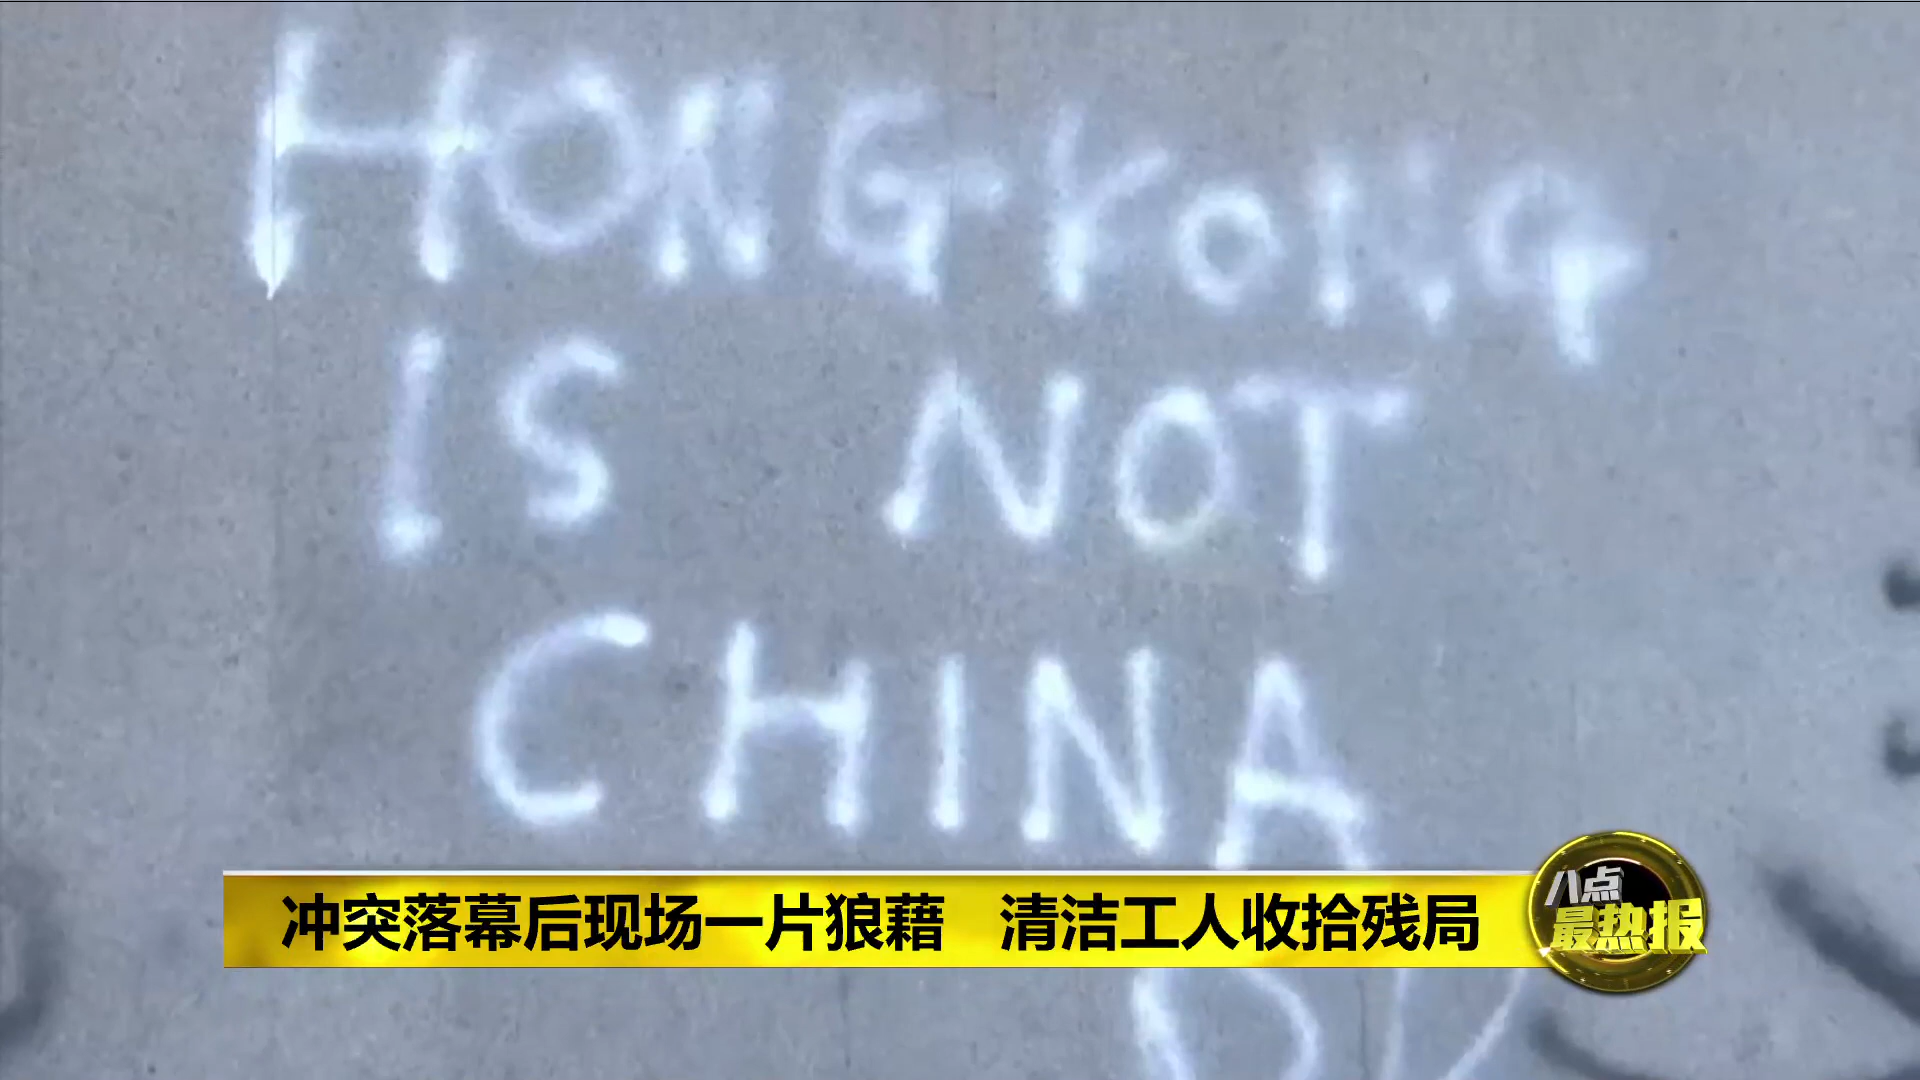 HONG KONG
IS NOT
CHINA
冲突落幕后现场一片狼藉 清洁工人收拾残局
八点
最热报